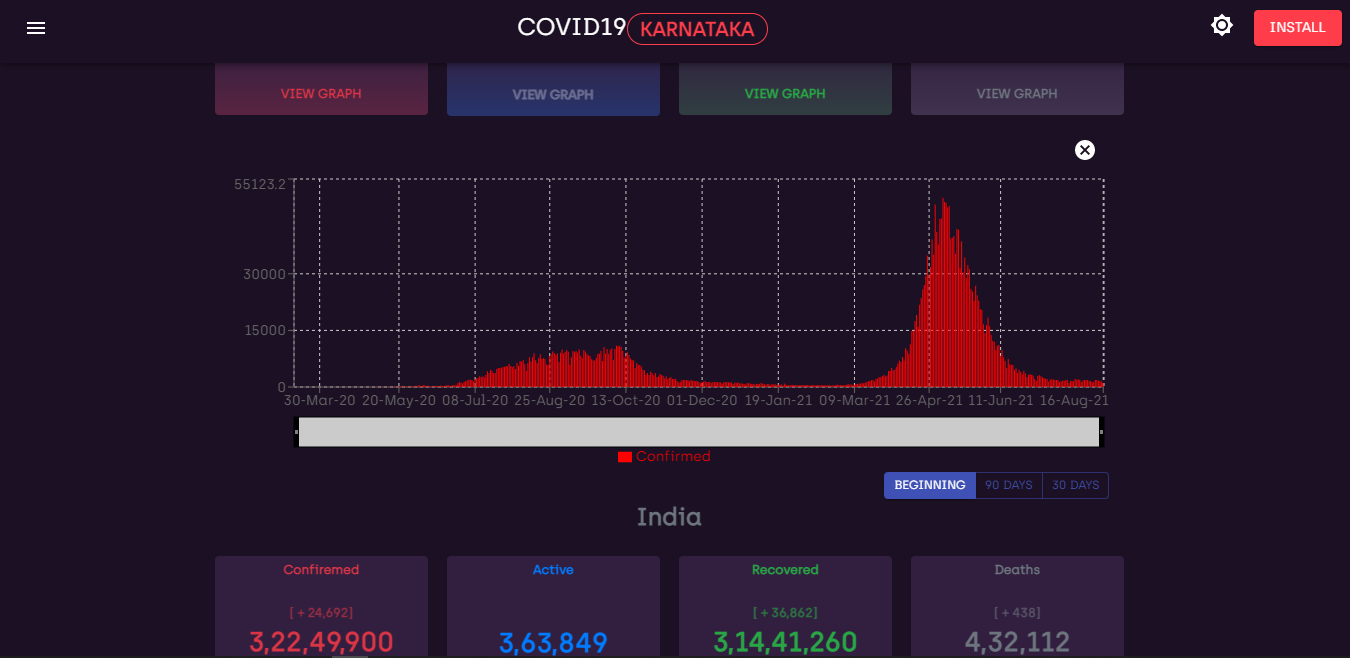 COVID19 KARNATAKA INSTALL
VIEW GRAPH VIEW GRAPH VIEW GRAPH VIEW GRAPH
55123.2
30000
15000
0
30-Mar-20 20-May-20 08-Jul-20 25-Aug-20 13-Oct-20 01-Dec-20 19-Jan-21 09-Mar-21 26-Apr-21 11-Jun-21 16-Aug-21
Confirmed
BEGINNING 90 DAYS 30 DAYS
India
Confiremed Active Recovered Deaths
[ + 24,692] [ + 36,862] [ + 438]
3,22,49,900 3,63,849 3,14,41,260 4,32,112